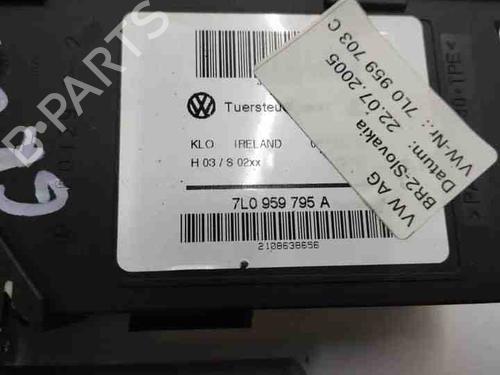 Tuersteu
KLO IRELAND
H 03 / S 02xx
7L0 959 795 A
2108638656
VW AG
BR2-Slovakia
Datum: 22.07.2005
VW-Nr.: 7L0 959 703 C
B-PARTS